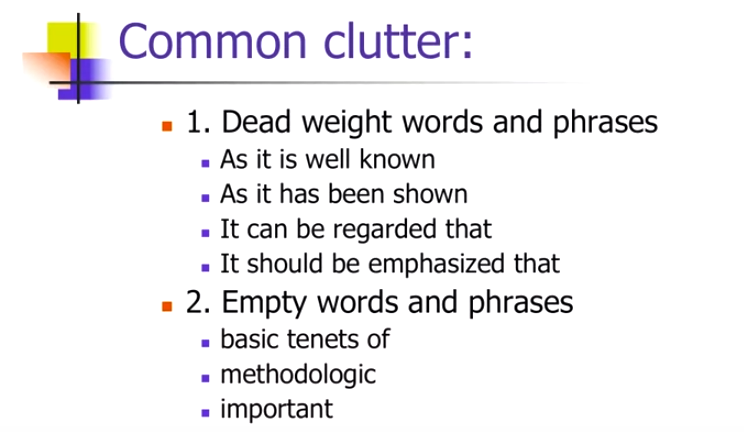 Common clutter:
1. Dead weight words and phrases
As it is well known
As it has been shown
It can be regarded that
It should be emphasized that
2. Empty words and phrases
basic tenets of
methodologic
important